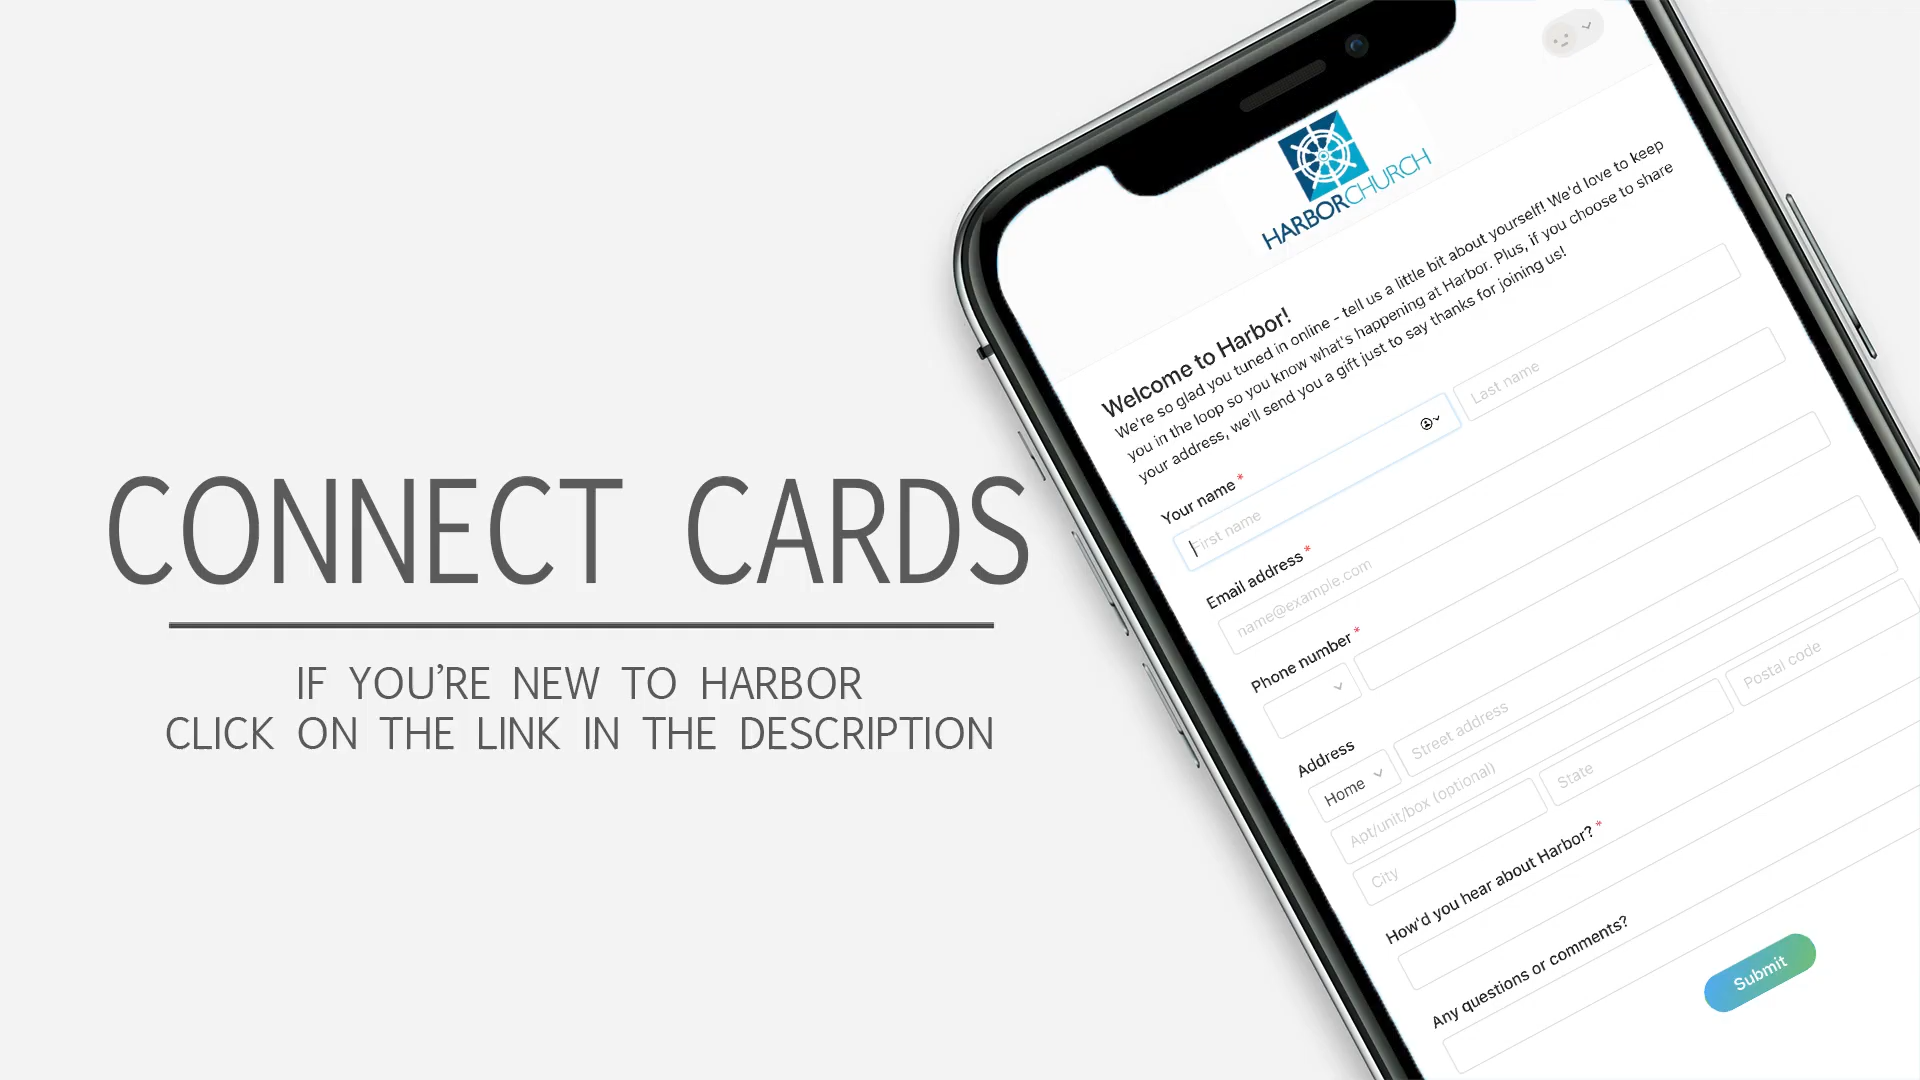 CONNECT CARDS
IF YOU'RE NEW TO HARBOR
CLICK ON THE LINK IN THE DESCRIPTION
HARBORCHURCH
Welcome to Harbor!
We're so glad you tuned in online - tell us a little bit about yourself! We'd love to keep
you in the loop so you know what's happening at Harbor. Plus, if you choose to share
your address, we'll send you a gift just to say thanks for joining us!
Your name *
First name
Last name
Email address *
name@example.com
Phone number *
Address
Home
Street address
Apt/unit/box (optional)
City
State
Postal code
How'd you hear about Harbor? *
Any questions or comments?
Submit